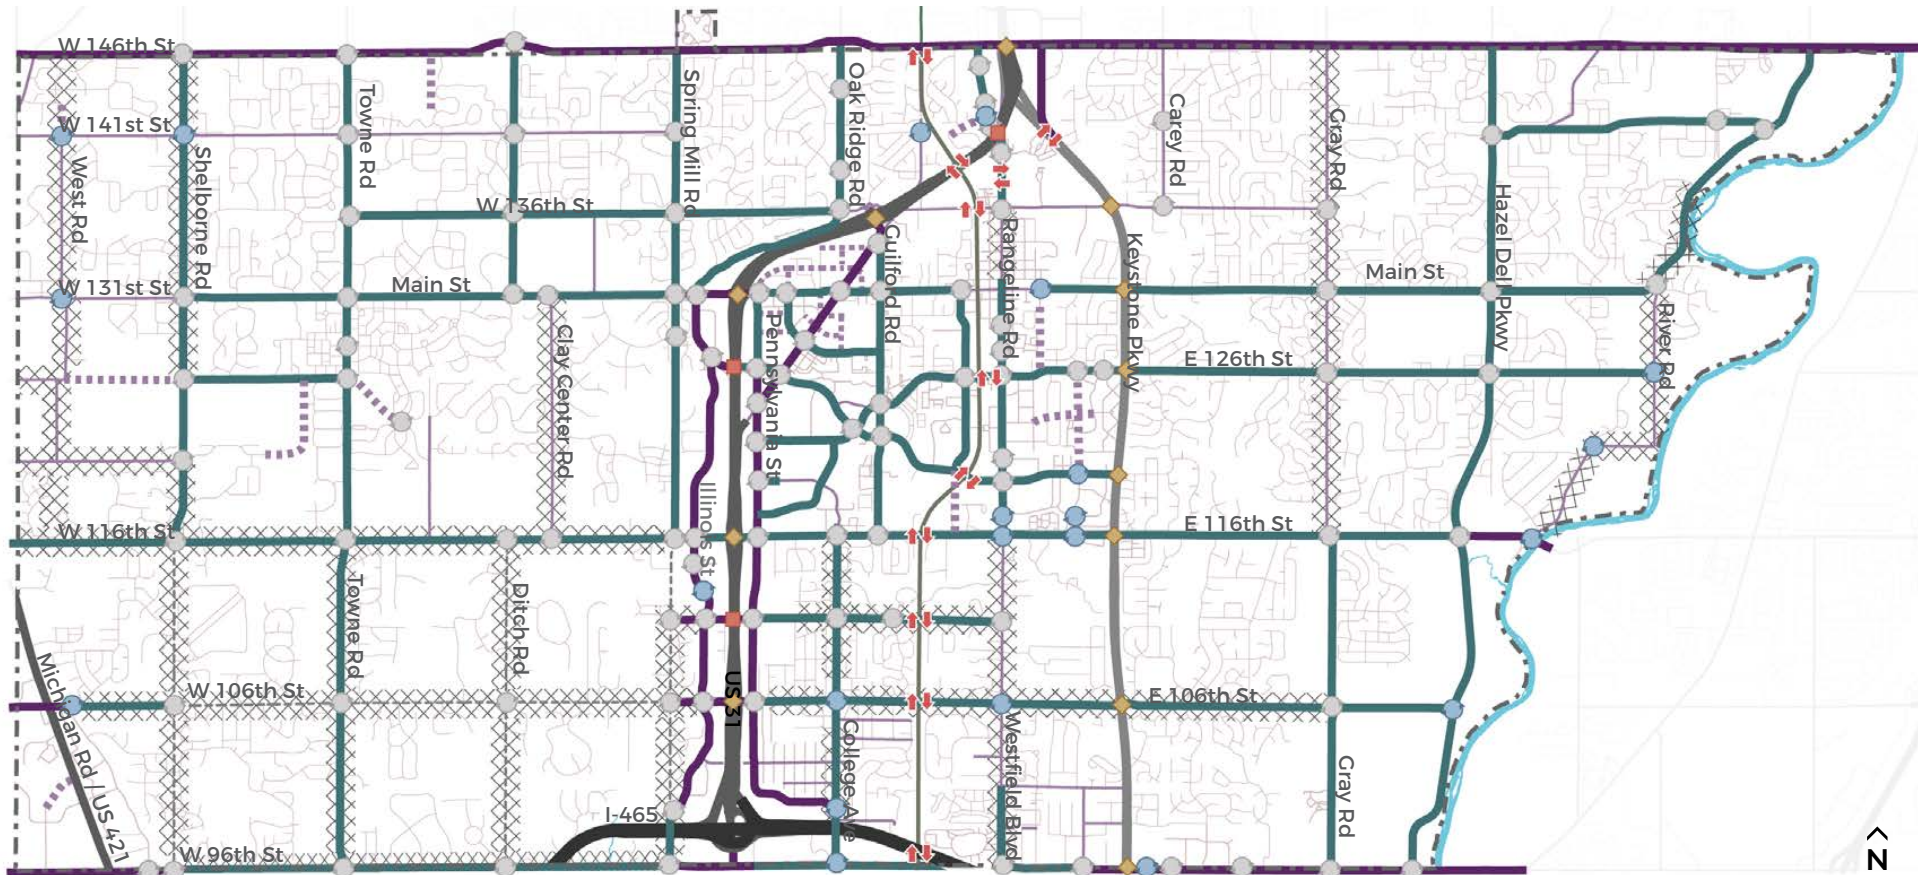 W 146th St
Towne Rd
Spring Mill Rd
Oak Ridge Rd
Carey Rd
Gray Rd
W 141st St
West Rd
Shelborne Rd
W 136th St
Guilford Rd
Rangeline Rd
Keystone Pkwy
Hazel Dell Pkwy
W 131st St
Main St
Main St
River Rd
Clay Center Rd
Pennsylvania St
E 126th St
Illinois St
W 116th St
E 116th St
Towne Rd
Ditch Rd
Michigan Rd / US 421
W 106th St
US 31
E 106th St
College Ave
Westfield Blvd
Gray Rd
I-465
W 96th St
N